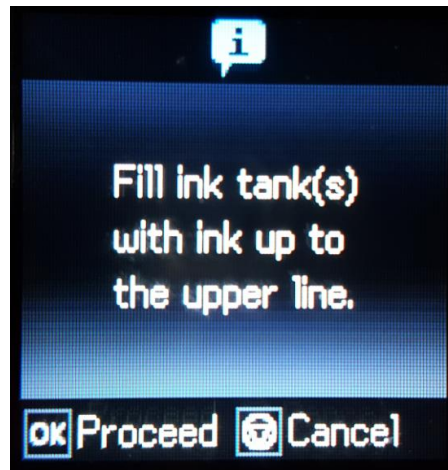 i
Fill ink tank(s)
with ink up to
the upper line.
OK Proceed Cancel